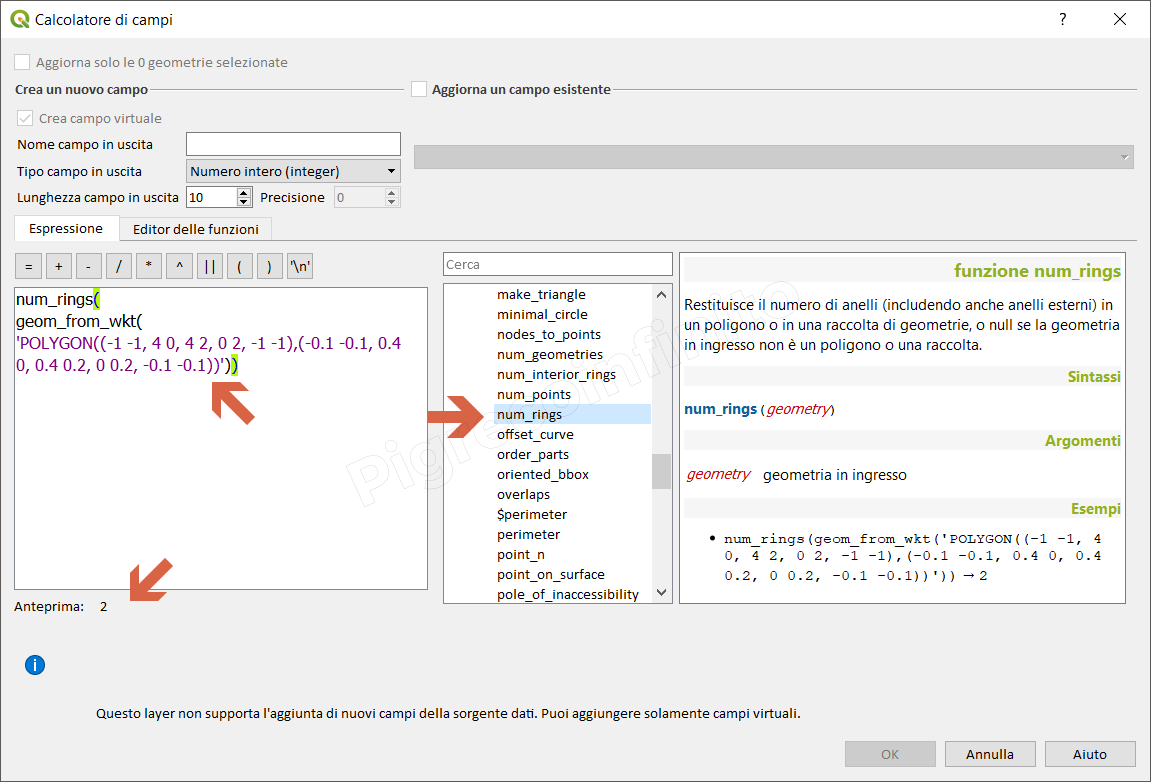 Calcolatore di campi
?
Aggiorna solo le 0 geometrie selezionate
Crea un nuovo campo
Aggiorna un campo esistente
Crea campo virtuale
Nome campo in uscita
Tipo campo in uscita
Numero intero (integer)
Lunghezza campo in uscita
10
Precisione
0
Espressione
Editor delle funzioni
= + - / * ^ || ( ) '\n'
num_rings(
geom_from_wkt(
'POLYGON((-1 -1, 4 0, 4 2, 0 2, -1 -1),(-0.1 -0.1, 0.4
0, 0.4 0.2, 0 0.2, -0.1 -0.1))'))
Anteprima: 2
Cerca
make_triangle
minimal_circle
nodes_to_points
num_geometries
num_interior_rings
num_points
num_rings
offset_curve
order_parts
oriented_bbox
overlaps
$perimeter
perimeter
point_n
point_on_surface
pole_of_inaccessibility
funzione num_rings
Restituisce il numero di anelli (includendo anche anelli esterni) in
un poligono o in una raccolta di geometrie, o null se la geometria
in ingresso non è un poligono o una raccolta.
Sintassi
num_rings(geometry)
Argomenti
geometry geometria in ingresso
Esempi
• num_rings(geom_from_wkt('POLYGON((-1 -1, 4
0, 4 2, 0 2, -1 -1),(-0.1 -0.1, 0.4 0, 0.4
0.2, 0 0.2, -0.1 -0.1))')) → 2
Pigrecoinfinito
Questo layer non supporta l'aggiunta di nuovi campi della sorgente dati. Puoi aggiungere solamente campi virtuali.
OK
Annulla
Aiuto